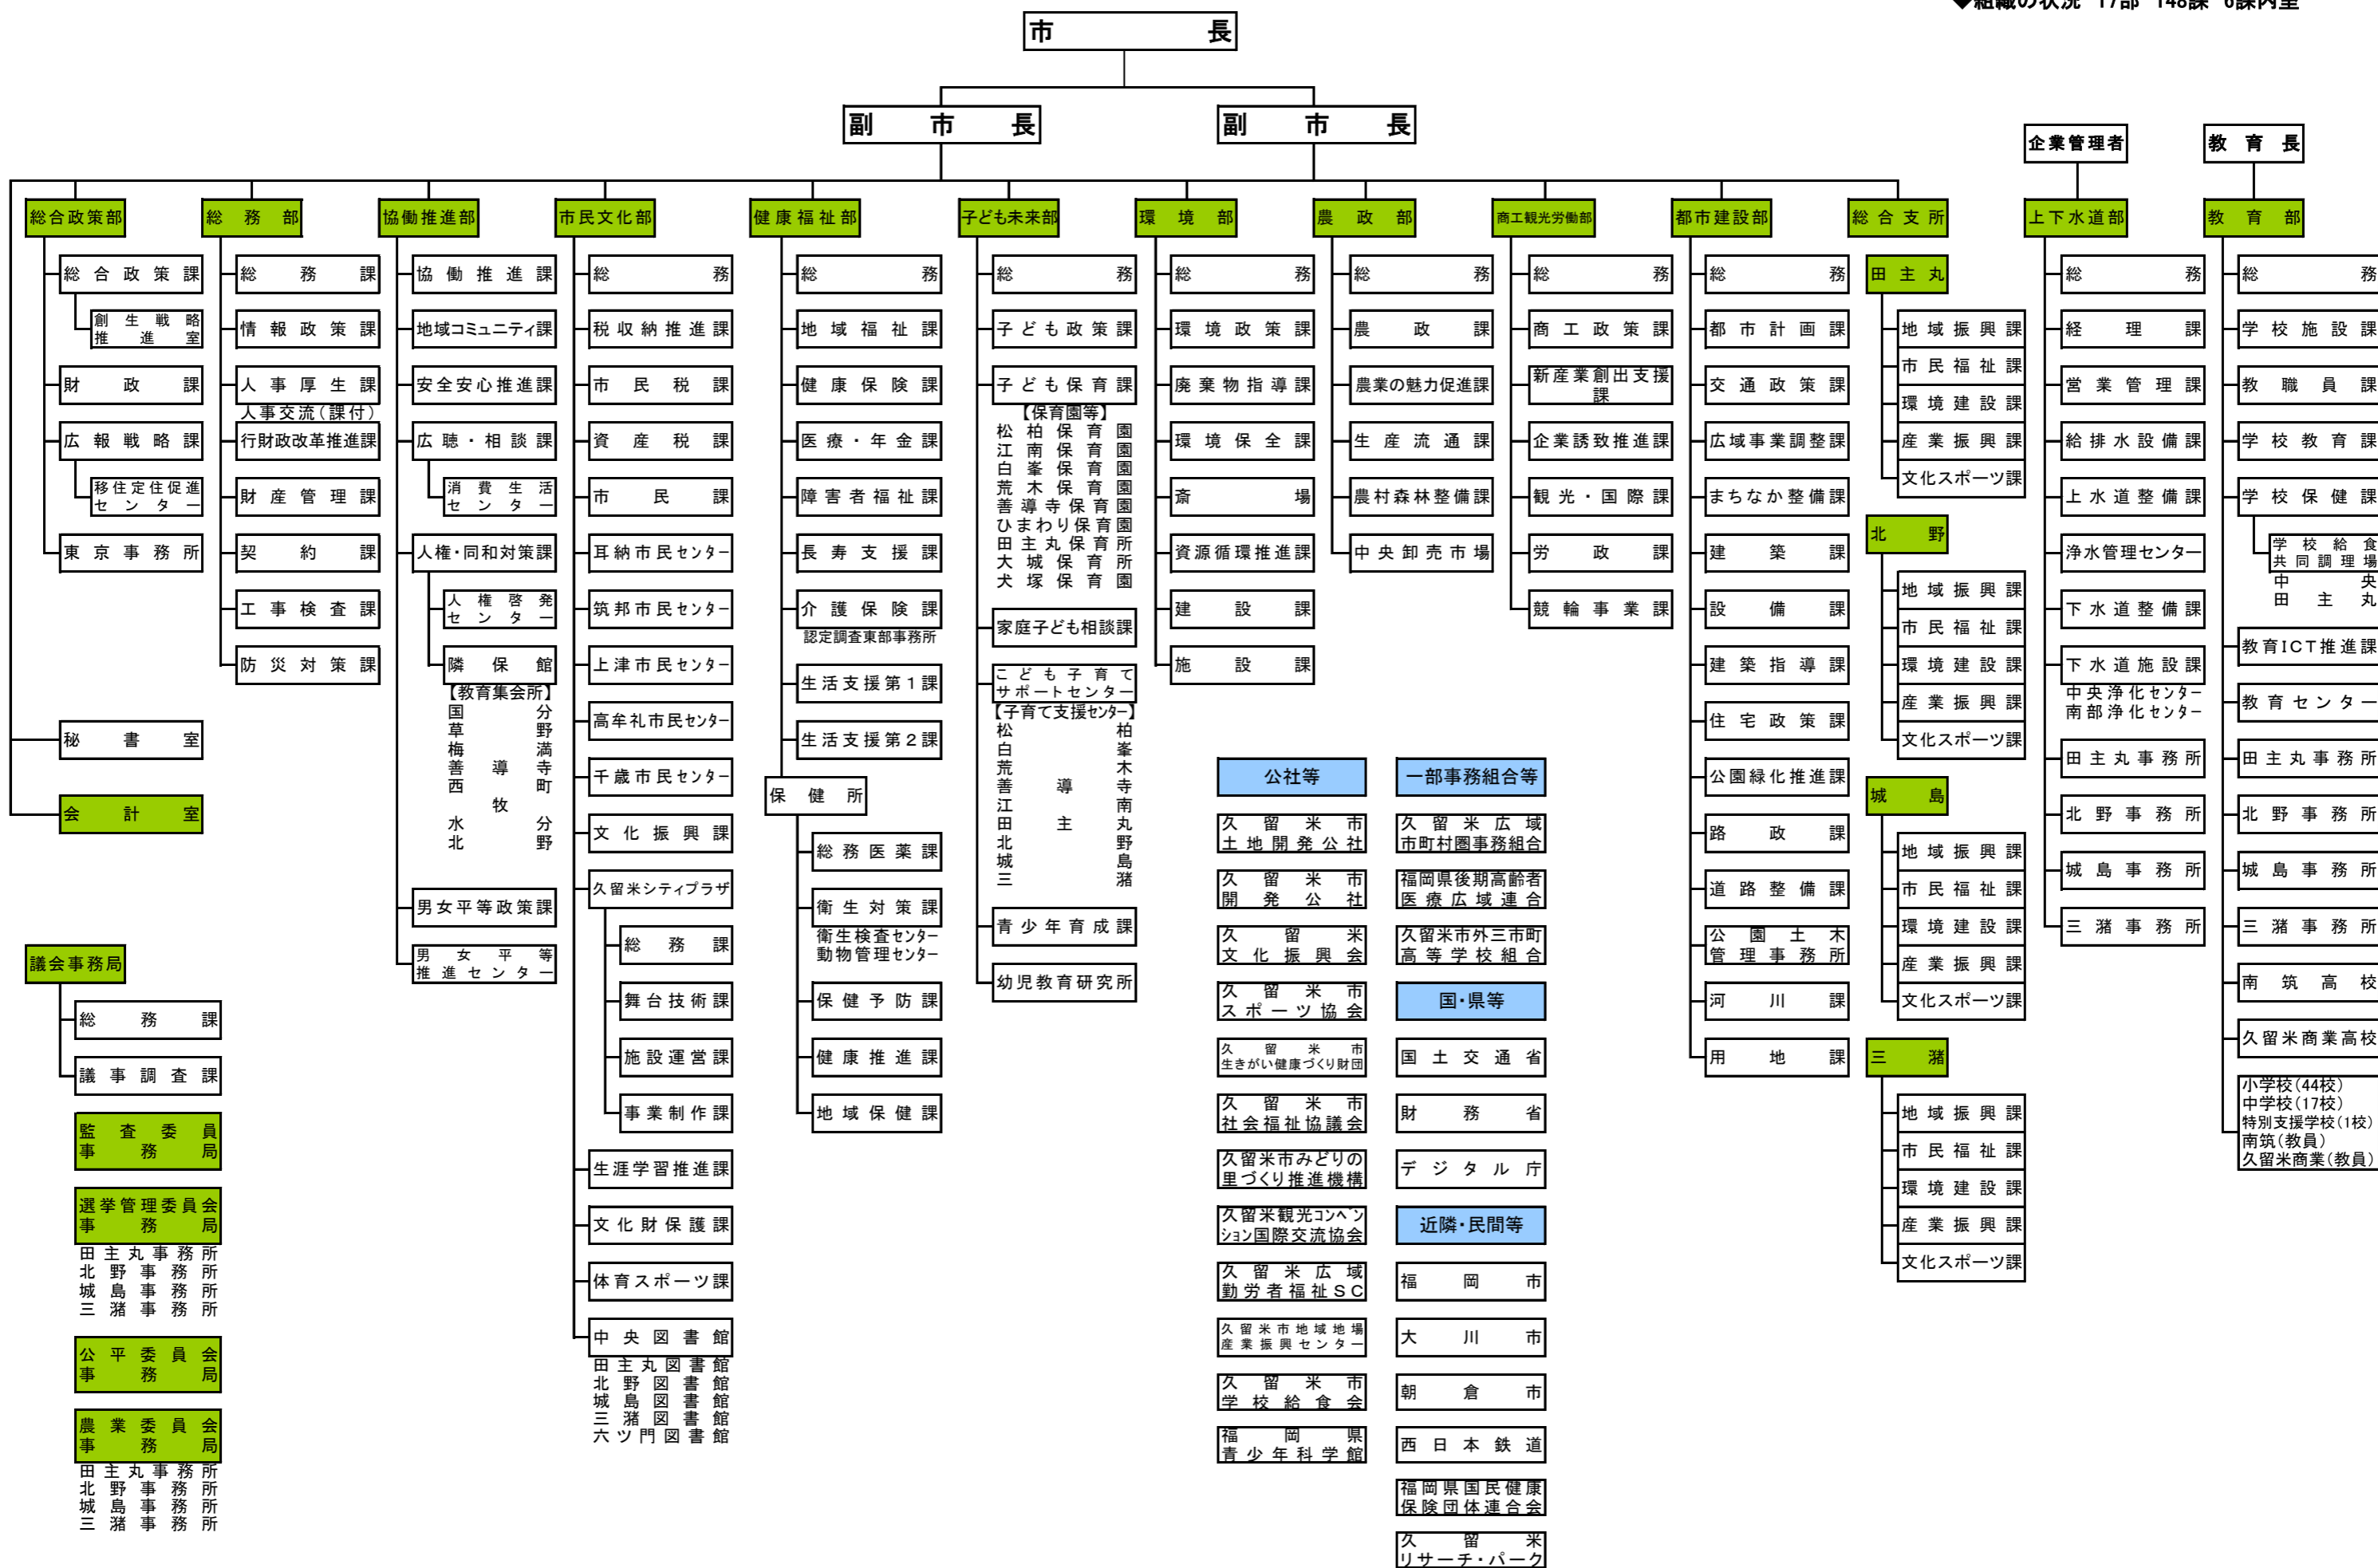 ◆組織の状況 17部 148課 6課内室
市長
副市長
副市長
企業管理者
教育長
総合政策部
総合政策課
創生戦略
推進室
財政課
広報戦略課
移住定住促進
センター
東京事務所
秘書室
会計室
議会事務局
総務課
議事調査課
監査委員
事務局
選挙管理委員会
事務局
田主丸事務所
北野事務所
城島事務所
三潴事務所
公平委員会
事務局
農業委員会
事務局
田主丸事務所
北野事務所
城島事務所
三潴事務所
総務部
総務課
情報政策課
人事厚生課
人事交流(課付)
行財政改革推進課
財産管理課
契約課
工事検査課
防災対策課
協働推進部
協働推進課
地域コミュニティ課
安全安心推進課
広聴・相談課
消費生活
センター
人権・同和対策課
人権啓発
センター
隣保館
【教育集会所】
国分
草野
梅満
善導寺
西町
牧
水分
北野
男女平等政策課
男女平等
推進センター
市民文化部
総務
税収納推進課
市民税課
資産税課
市民課
耳納市民センター
筑邦市民センター
上津市民センター
高牟礼市民センター
千歳市民センター
文化振興課
久留米シティプラザ
総務課
舞台技術課
施設運営課
事業制作課
生涯学習推進課
文化財保護課
体育スポーツ課
中央図書館
田主丸図書館
北野図書館
城島図書館
三潴図書館
六ツ門図書館
健康福祉部
総務
地域福祉課
健康保険課
医療・年金課
障害者福祉課
長寿支援課
介護保険課
認定調査東部事務所
生活支援第1課
生活支援第2課
保健所
総務医薬課
衛生対策課
衛生検査センター
動物管理センター
保健予防課
健康推進課
地域保健課
子ども未来部
総務
子ども政策課
子ども保育課
【保育園等】
松柏保育園
江南保育園
白峯保育園
荒木保育園
善導寺保育園
ひまわり保育園
田主丸保育所
大城保育所
犬塚保育園
家庭子ども相談課
こども子育て
サポートセンター
【子育て支援センター】
松柏
白峯
荒木
善導寺
江南
田主丸
北野
城島
三潴
青少年育成課
幼児教育研究所
環境部
総務
環境政策課
廃棄物指導課
環境保全課
斎場
資源循環推進課
建設課
施設課
農政部
総務
農政課
農業の魅力促進課
生産流通課
農村森林整備課
中央卸売市場
商工観光労働部
総務
商工政策課
新産業創出支援
課
企業誘致推進課
観光・国際課
労政課
競輪事業課
公社等
久留米市
土地開発公社
久留米市
開発公社
久留米
文化振興会
久留米市
スポーツ協会
久留米市
生きがい健康づくり財団
久留米市
社会福祉協議会
久留米市みどりの
里づくり推進機構
久留米観光コンベン
ション国際交流協会
久留米広域
勤労者福祉SC
久留米市地域地場
産業振興センター
久留米市
学校給食会
福岡県
青少年科学館
一部事務組合等
久留米広域
市町村圏事務組合
福岡県後期高齢者
医療広域連合
久留米市外三市町
高等学校組合
国・県等
国土交通省
財務省
デジタル庁
近隣・民間等
福岡市
大川市
朝倉市
西日本鉄道
福岡県国民健康
保険団体連合会
久留米
リサーチ・パーク
都市建設部
総務
都市計画課
交通政策課
広域事業調整課
まちなか整備課
建築課
設備課
建築指導課
住宅政策課
公園緑化推進課
路政課
道路整備課
公園土木
管理事務所
河川課
用地課
総合支所
田主丸
地域振興課
市民福祉課
環境建設課
産業振興課
文化スポーツ課
北野
地域振興課
市民福祉課
環境建設課
産業振興課
文化スポーツ課
城島
地域振興課
市民福祉課
環境建設課
産業振興課
文化スポーツ課
三潴
地域振興課
市民福祉課
環境建設課
産業振興課
文化スポーツ課
上下水道部
総務
経理課
営業管理課
給排水設備課
上水道整備課
浄水管理センター
下水道整備課
下水道施設課
中央浄化センター
南部浄化センター
田主丸事務所
北野事務所
城島事務所
三潴事務所
教育部
総務
学校施設課
教職員課
学校教育課
学校保健課
学校給食
共同調理場
中央
田主丸
教育ICT推進課
教育センター
田主丸事務所
北野事務所
城島事務所
三潴事務所
南筑高校
久留米商業高校
小学校(44校)
中学校(17校)
特別支援学校(1校)
南筑(教員)
久留米商業(教員)